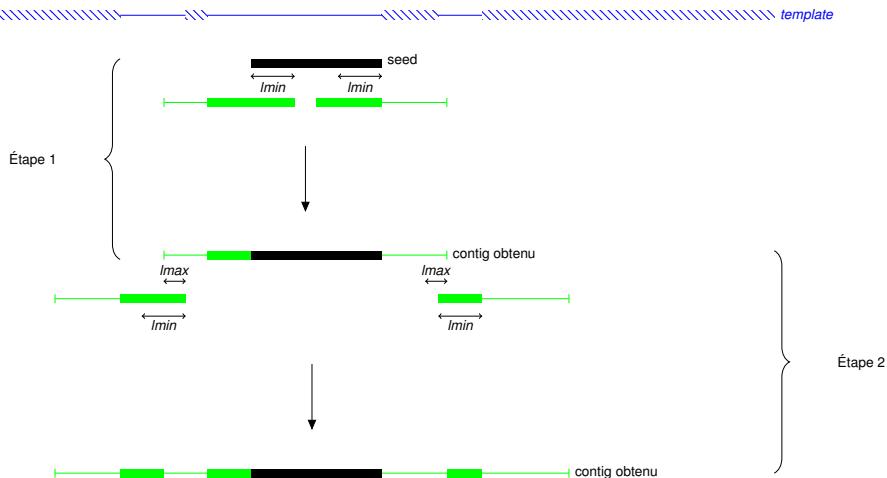 template
seed
lmin lmin
Étape 1
contig obtenu
lmax lmax
lmin lmin
Étape 2
contig obtenu